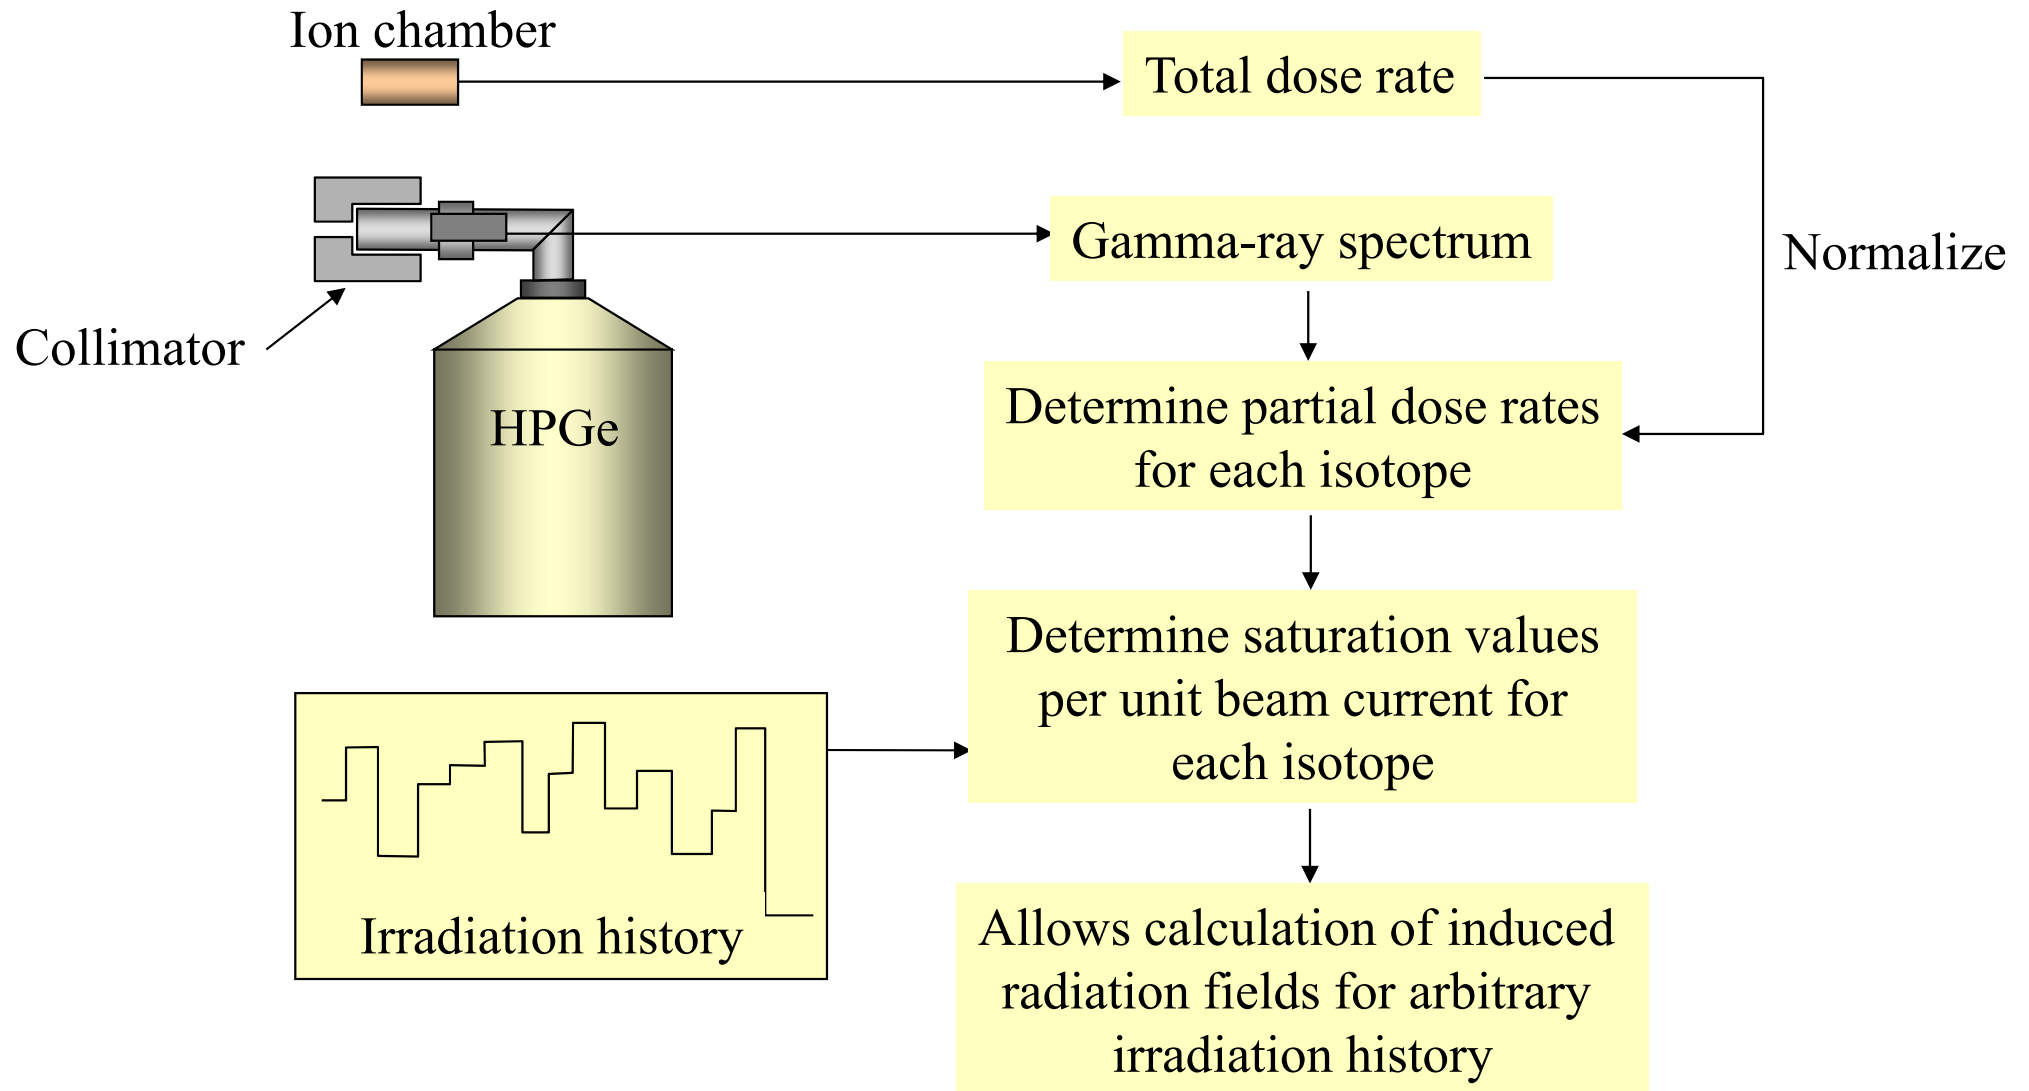 Ion chamber
Total dose rate
Gamma-ray spectrum
Normalize
Collimator
HPGe
Determine partial dose rates
for each isotope
Determine saturation values
per unit beam current for
each isotope
Irradiation history
Allows calculation of induced
radiation fields for arbitrary
irradiation history